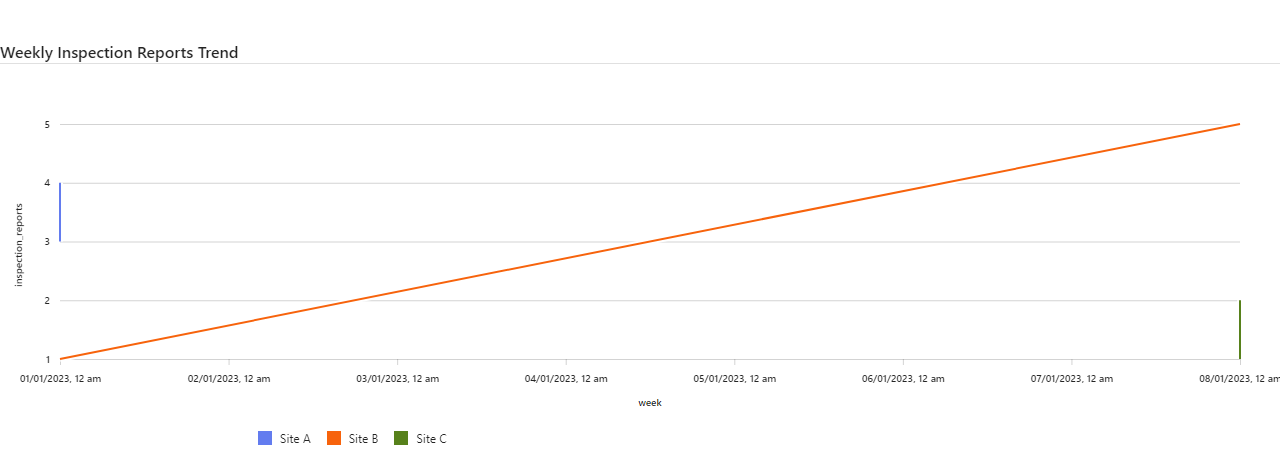 Weekly Inspection Reports Trend
5
4
3
2
1
inspection_reports
01/01/2023, 12 am 02/01/2023, 12 am 03/01/2023, 12 am 04/01/2023, 12 am 05/01/2023, 12 am 06/01/2023, 12 am 07/01/2023, 12 am 08/01/2023, 12 am
week
Site A Site B Site C